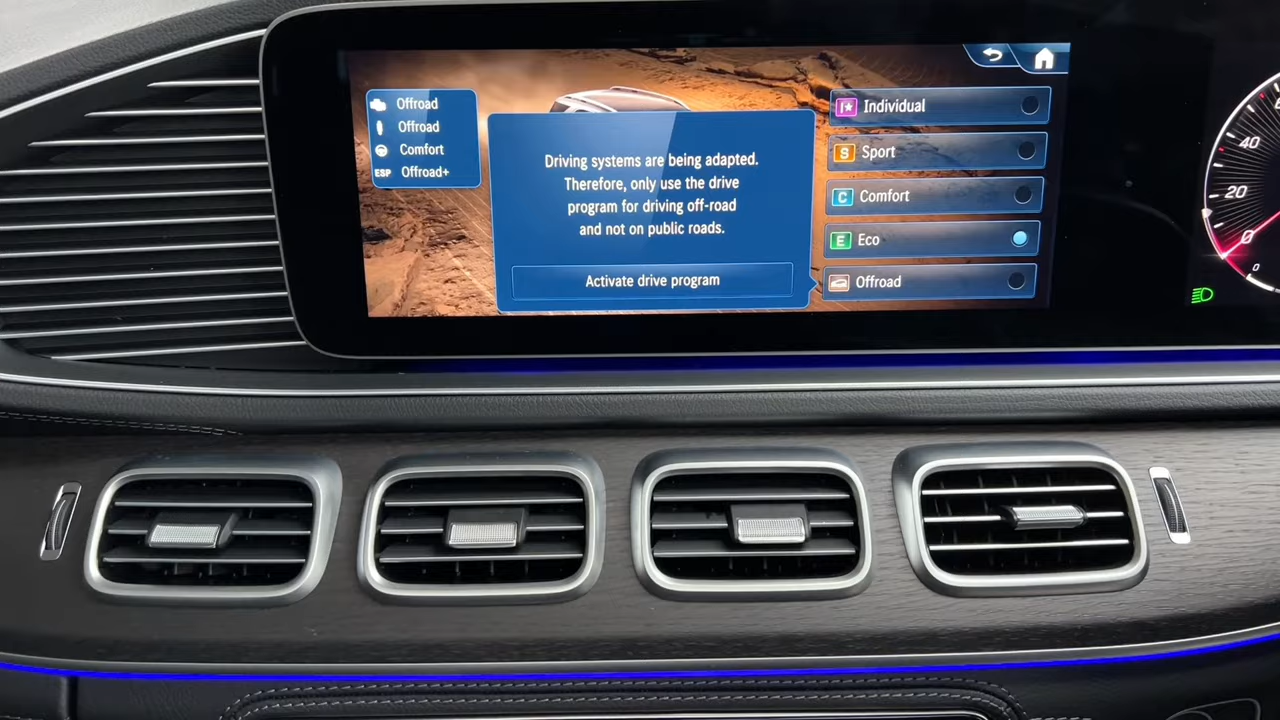 Offroad
Offroad
Comfort
ESP Offroad+
Driving systems are being adapted.
Therefore, only use the drive
program for driving off-road
and not on public roads.
Activate drive program
I★ Individual
S Sport
C Comfort
E Eco
Offroad
40
20
0
0